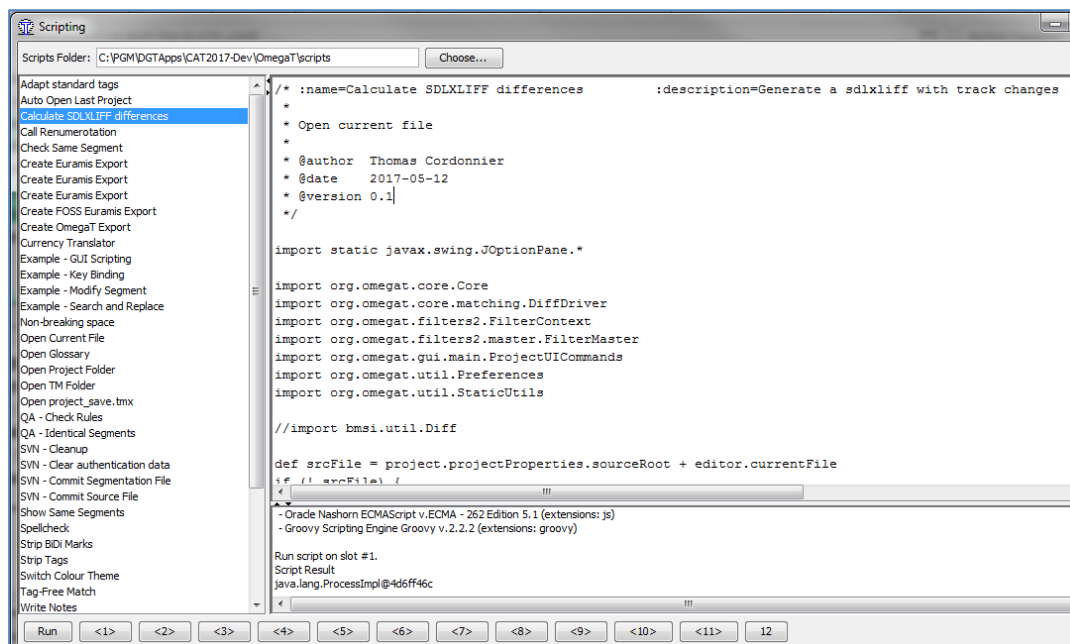 Scripting
Scripts Folder: C:\PGM\DGTApps\CAT2017-Dev\OmegaT\scripts Choose...
Adapt standard tags
Auto Open Last Project
Calculate SDLXLIFF differences
Call Renumerotation
Check Same Segment
Create Euramis Export
Create Euramis Export
Create Euramis Export
Create FOSS Euramis Export
Create OmegaT Export
Currency Translator
Example - GUI Scripting
Example - Key Binding
Example - Modify Segment
Example - Search and Replace
Non-breaking space
Open Current File
Open Glossary
Open Project Folder
Open TM Folder
Open project_save.tmx
QA - Check Rules
QA - Identical Segments
SVN - Cleanup
SVN - Clear authentication data
SVN - Commit Segmentation File
SVN - Commit Source File
Show Same Segments
Spellcheck
Strip BiDi Marks
Strip Tags
Switch Colour Theme
Tag-Free Match
Write Notes
/* :name=Calculate SDLXLIFF differences :description=Generate a sdlxliff with track changes
 *
 * Open current file
 *
 * @author Thomas Cordonnier
 * @date 2017-05-12
 * @version 0.1
 */
import static javax.swing.JOptionPane.*
import org.omegat.core.Core
import org.omegat.core.matching.DiffDriver
import org.omegat.filters2.FilterContext
import org.omegat.filters2.master.FilterMaster
import org.omegat.gui.main.ProjectUICommands
import org.omegat.util.Preferences
import org.omegat.util.StaticUtils
//import bmsi.util.Diff
def srcFile = project.projectProperties.sourceRoot + editor.currentFile
if (! srcFile) {
- Oracle Nashorn ECMAScript v.ECMA - 262 Edition 5.1 (extensions: js)
- Groovy Scripting Engine Groovy v.2.2.2 (extensions: groovy)
Run script on slot #1.
Script Result
java.lang.ProcessImpl@4d6ff46c
Run <1> <2> <3> <4> <5> <6> <7> <8> <9> <10> <11> 12